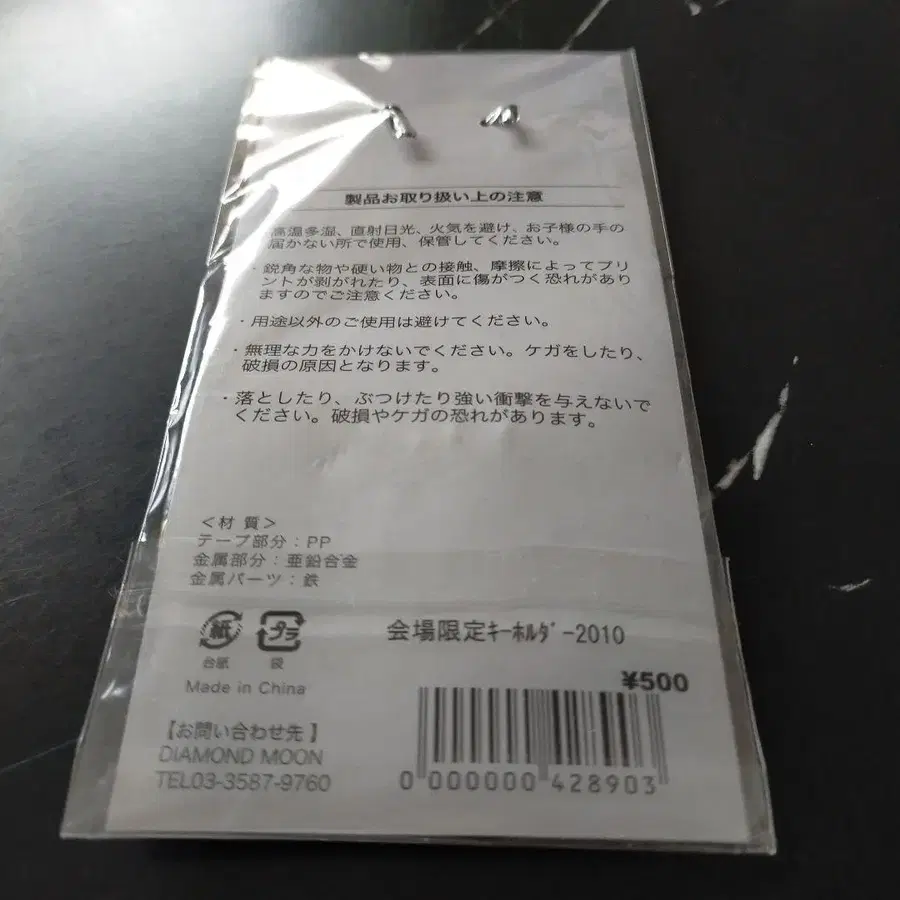 製品お取り扱い上の注意
・高温多湿、直射日光、火気を避け、お子様の手の
届かない所で使用、保管してください。
・鋭角な物や硬い物との接触、摩擦によってプリ
ントが剥がれたり、表面に傷がつく恐れがあり
ますのでご注意ください。
・用途以外のご使用は避けてください。
・無理な力をかけないでください。ケガをしたり、
破損の原因となります。
・落としたり、ぶつけたり強い衝撃を与えないで
ください。破損やケガの恐れがあります。
＜材質＞
テープ部分：PP
金属部分：亜鉛合金
金属パーツ：鉄
紙 プラ
台紙 袋
Made in China
会場限定ｷｰﾎﾙﾀﾞｰ2010
¥500
【お問い合わせ先】
DIAMOND MOON
TEL03-3587-9760
0 000000 428903